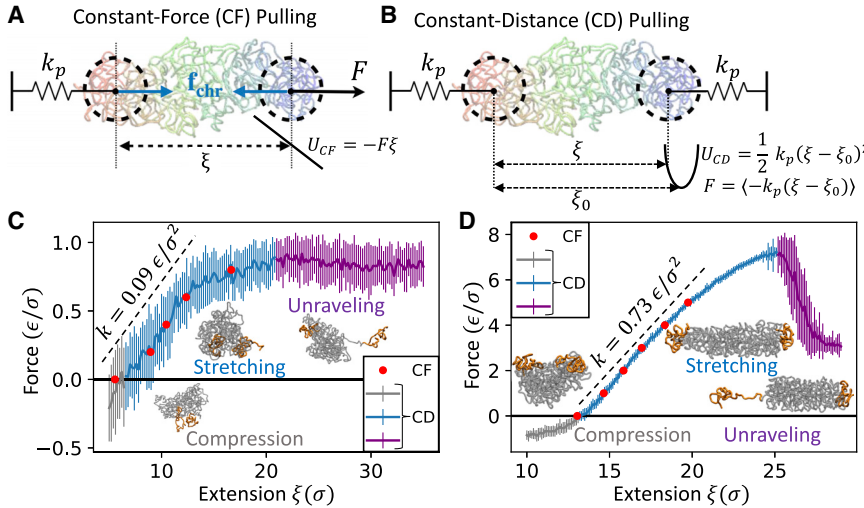 A
Constant-Force (CF) Pulling
k_p
f_chr
F
ξ
U_CF = −Fξ
B
Constant-Distance (CD) Pulling
k_p
k_p
ξ
ξ_0
U_CD = 1/2 k_p(ξ − ξ_0)²
F = ⟨−k_p(ξ − ξ_0)⟩
C
Force (ϵ/σ)
1.0
0.5
0.0
−0.5
k = 0.09 ϵ/σ²
Unraveling
Stretching
Compression
CF
CD
10
20
30
Extension ξ(σ)
D
Force (ϵ/σ)
8
6
4
2
0
CF
CD
k = 0.73 ϵ/σ²
Stretching
Compression
Unraveling
10
15
20
25
Extension ξ(σ)